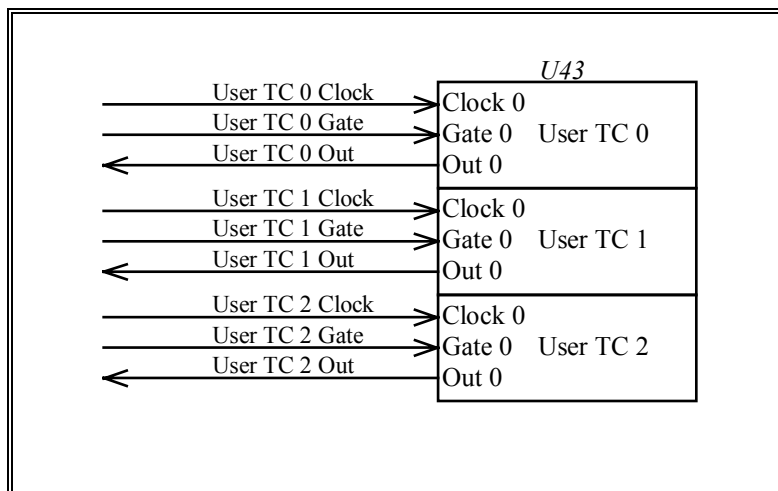 U43
User TC 0 Clock
Clock 0
User TC 0 Gate
Gate 0 User TC 0
User TC 0 Out
Out 0
User TC 1 Clock
Clock 0
User TC 1 Gate
Gate 0 User TC 1
User TC 1 Out
Out 0
User TC 2 Clock
Clock 0
User TC 2 Gate
Gate 0 User TC 2
User TC 2 Out
Out 0